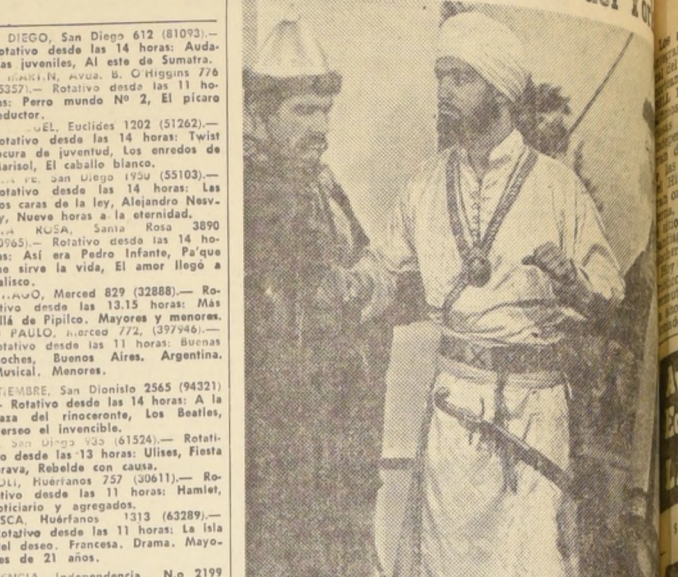 DIEGO, San Diego 612 (81093).—
otativo desde las 14 horas: Auda-
as juveniles, Al este de Sumatra.
Avda. B. O'Higgins 776
5357).— Rotativo desde las 11 ho-
as: Perro mundo Nº 2, El pícaro
eductor.
UEL, Euclides 1202 (51262).—
otativo desde las 14 horas: Twist
ocura de juventud, Los enredos de
arisol, El caballo blanco.
FE, San Diego 1950 (55103).—
otativo desde las 14 horas: Las
os caras de la ley, Alejandro Nesv-
y, Nueve horas a la eternidad.
ROSA, Santa Rosa 3890
0965).— Rotativo desde las 14 ho-
as: Así era Pedro Infante, Pa'que
e sirve la vida, El amor llegó a
alisco.
AGO, Merced 829 (32888).— Ro-
tivo desde las 13.15 horas: Más
llá de Pipilco. Mayores y menores.
PAULO, Merced 772, (397946).—
otativo desde las 11 horas: Buenas
oches, Buenos Aires. Argentina.
Musical. Menores.
TIEMBRE, San Dionisio 2565 (94321)
— Rotativo desde las 14 horas: A la
aza del rinoceronte, Los Beatles,
erseo el invencible.
San Diego 935 (61524).— Rotati-
o desde las 13 horas: Ulises, Fiesta
rava, Rebelde con causa.
OLI, Huérfanos 757 (30611).— Ro-
tivo desde las 11 horas: Hamlet,
oticiario y agregados.
SCA, Huérfanos 1313 (63289).—
otativo desde las 11 horas: La isla
el deseo. Francesa. Drama. Mayo-
es de 21 años.
Independencia N.o 2199